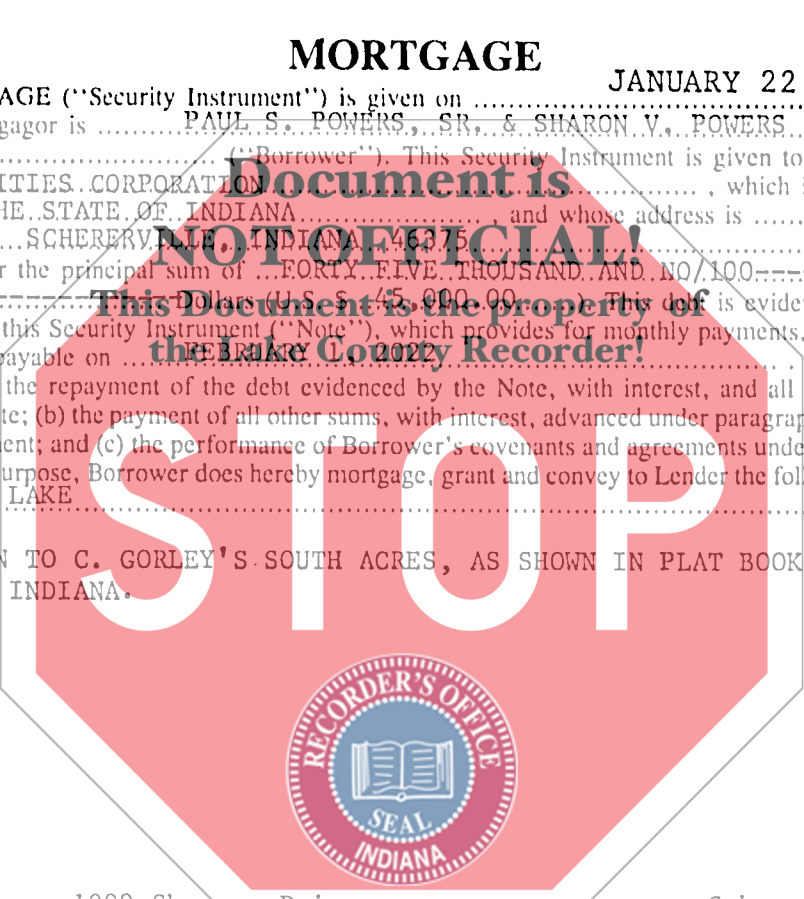 MORTGAGE
JANUARY 22
AGE (‘‘Security Instrument’’) is given on
gagor is PAUL S. POWERS, SR. & SHARON V. POWERS
(‘‘Borrower’’). This Security Instrument is given to
Document is
ITIES CORPORATION , which i
HE STATE OF INDIANA , and whose address is
SCHERERVILLE, INDIANA 46375
NOT OFFICIAL!
r the principal sum of FORTY FIVE THOUSAND AND NO/100----
Dollars (U.S. $ 45,000.00 ). This debt is evide
This Document is the property of
this Security Instrument (‘‘Note’’), which provides for monthly payments,
payable on FEBRUARY 1, 2022
the Lake County Recorder!
the repayment of the debt evidenced by the Note, with interest, and all
te; (b) the payment of all other sums, with interest, advanced under paragrap
ent; and (c) the performance of Borrower's covenants and agreements unde
urpose, Borrower does hereby mortgage, grant and convey to Lender the foll
LAKE
STOP
N TO C. GORLEY'S SOUTH ACRES, AS SHOWN IN PLAT BOOK
INDIANA.
RECORDER'S OFFICE
SEAL
INDIANA